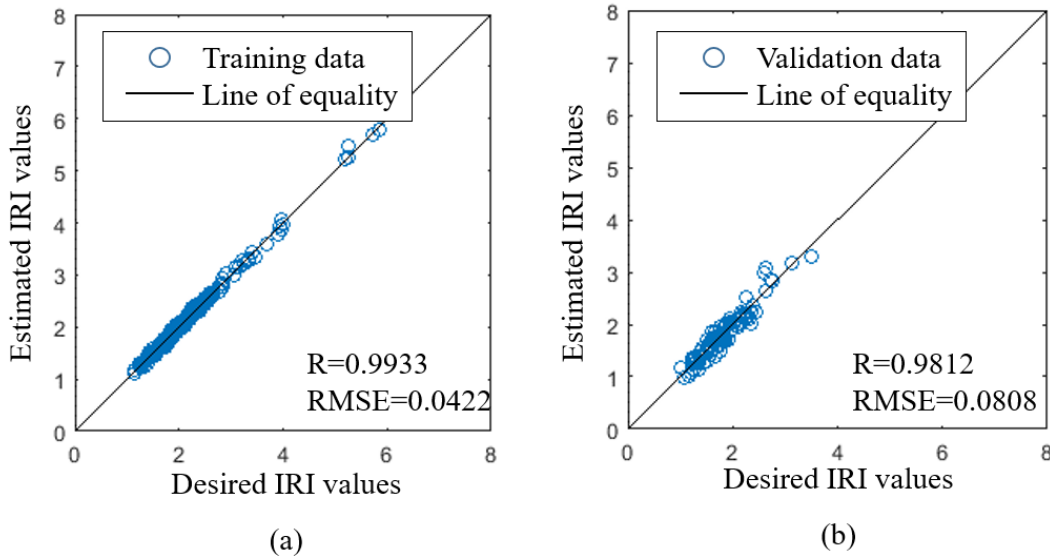 8
7
6
5
4
3
2
1
0
0
2
4
6
8
Estimated IRI values
Desired IRI values
Training data
Line of equality
R=0.9933
RMSE=0.0422
(a)
8
7
6
5
4
3
2
1
0
0
2
4
6
8
Estimated IRI values
Desired IRI values
Validation data
Line of equality
R=0.9812
RMSE=0.0808
(b)